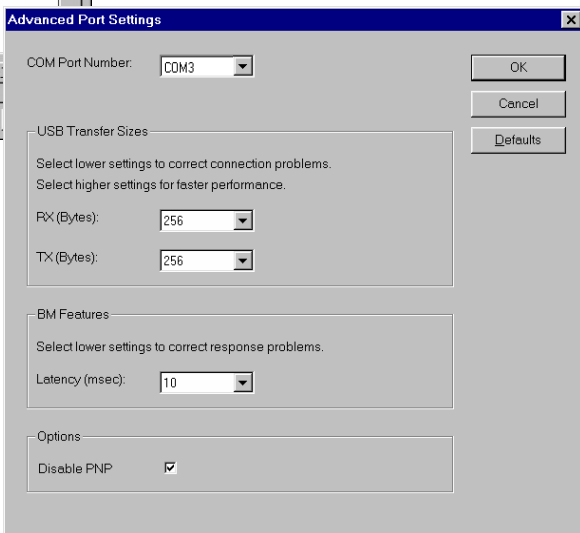 Advanced Port Settings
COM Port Number:
COM3
OK
Cancel
Defaults
USB Transfer Sizes
Select lower settings to correct connection problems.
Select higher settings for faster performance.
RX (Bytes):
256
TX (Bytes):
256
BM Features
Select lower settings to correct response problems.
Latency (msec):
10
Options
Disable PNP